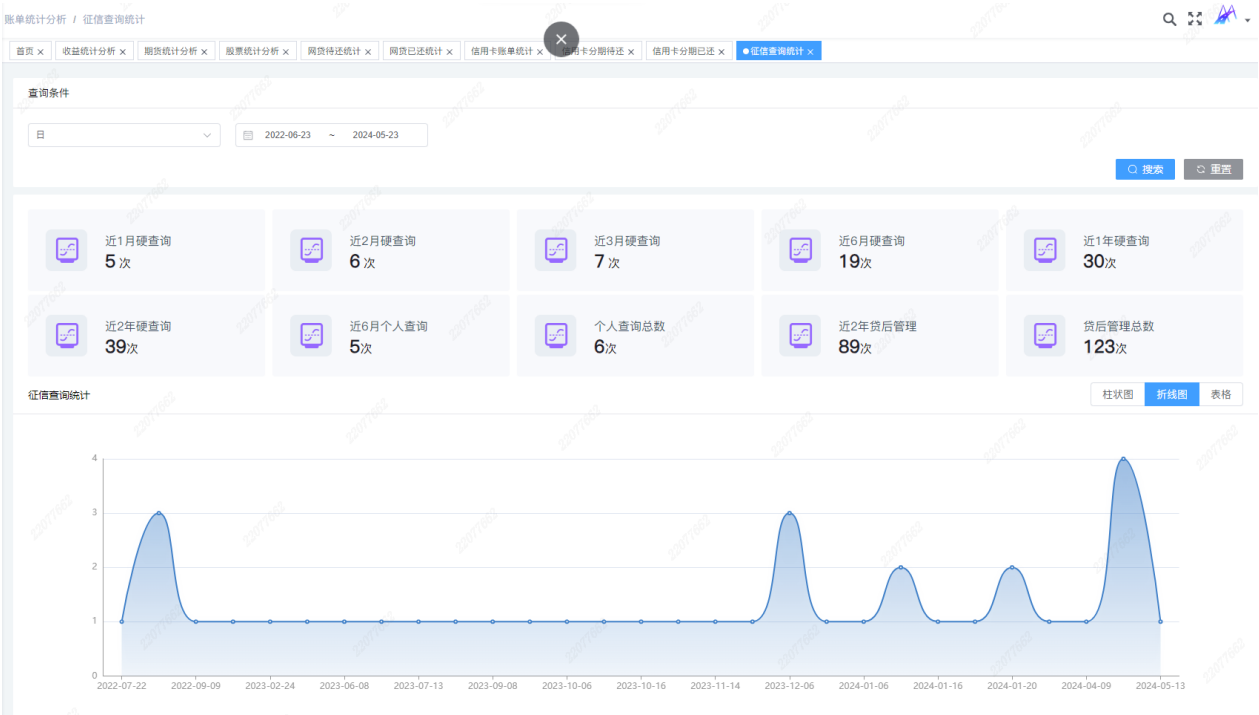 账单统计分析 / 征信查询统计
首页 × 收益统计分析 × 期货统计分析 × 股票统计分析 × 网贷待还统计 × 网贷已还统计 × 信用卡账单统计 × 信用卡分期待还 × 信用卡分期已还 × 征信查询统计 ×
查询条件
日 2022-06-23 ~ 2024-05-23
搜索 重置
近1月硬查询 近2月硬查询 近3月硬查询 近6月硬查询 近1年硬查询
5次 6次 7次 19次 30次
近2年硬查询 近6月个人查询 个人查询总数 近2年贷后管理 贷后管理总数
39次 5次 6次 89次 123次
征信查询统计 柱状图 折线图 表格
4
3
2
1
0
2022-07-22 2022-09-09 2023-02-24 2023-06-08 2023-07-13 2023-09-08 2023-10-06 2023-10-16 2023-11-14 2023-12-06 2024-01-06 2024-01-16 2024-01-20 2024-04-09 2024-05-13
22077662